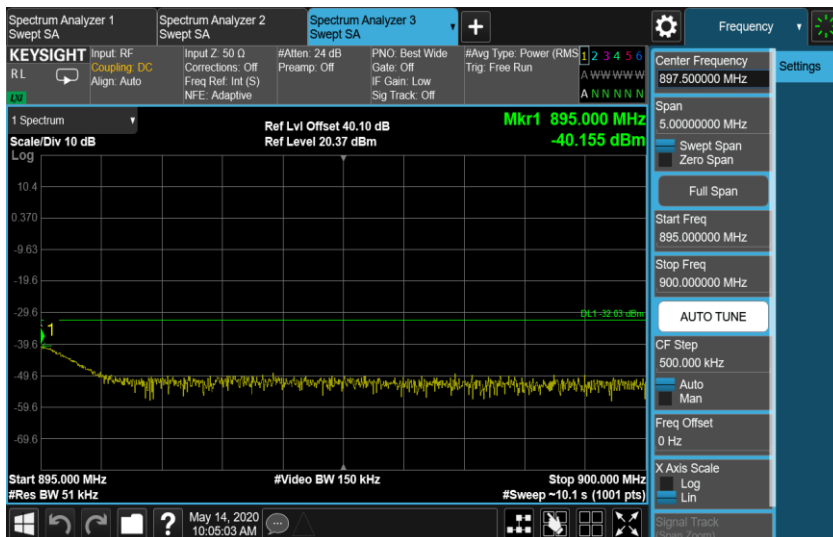 Spectrum Analyzer 1
Swept SA
Spectrum Analyzer 2
Swept SA
Spectrum Analyzer 3
Swept SA
Frequency
KEYSIGHT
R L
LXI
Input: RF
Coupling: DC
Align: Auto
Input Z: 50 Ω
Corrections: Off
Freq Ref: Int (S)
NFE: Adaptive
#Atten: 24 dB
Preamp: Off
PNO: Best Wide
Gate: Off
IF Gain: Low
Sig Track: Off
#Avg Type: Power (RMS
Trig: Free Run
1 2 3 4 5 6
A W W W W W
A N N N N N
1 Spectrum
Scale/Div 10 dB
Log
Ref Lvl Offset 40.10 dB
Ref Level 20.37 dBm
Mkr1 895.000 MHz
-40.155 dBm
10.4
0.370
-9.63
-19.6
-29.6
-39.6
-49.6
-59.6
-69.6
DL1 -32.03 dBm
1
Start 895.000 MHz
#Res BW 51 kHz
#Video BW 150 kHz
Stop 900.000 MHz
#Sweep ~10.1 s (1001 pts)
May 14, 2020
10:05:03 AM
Center Frequency
897.500000 MHz
Settings
Span
5.00000000 MHz
Swept Span
Zero Span
Full Span
Start Freq
895.000000 MHz
Stop Freq
900.000000 MHz
AUTO TUNE
CF Step
500.000 kHz
Auto
Man
Freq Offset
0 Hz
X Axis Scale
Log
Lin
Signal Track
(Span Zoom)